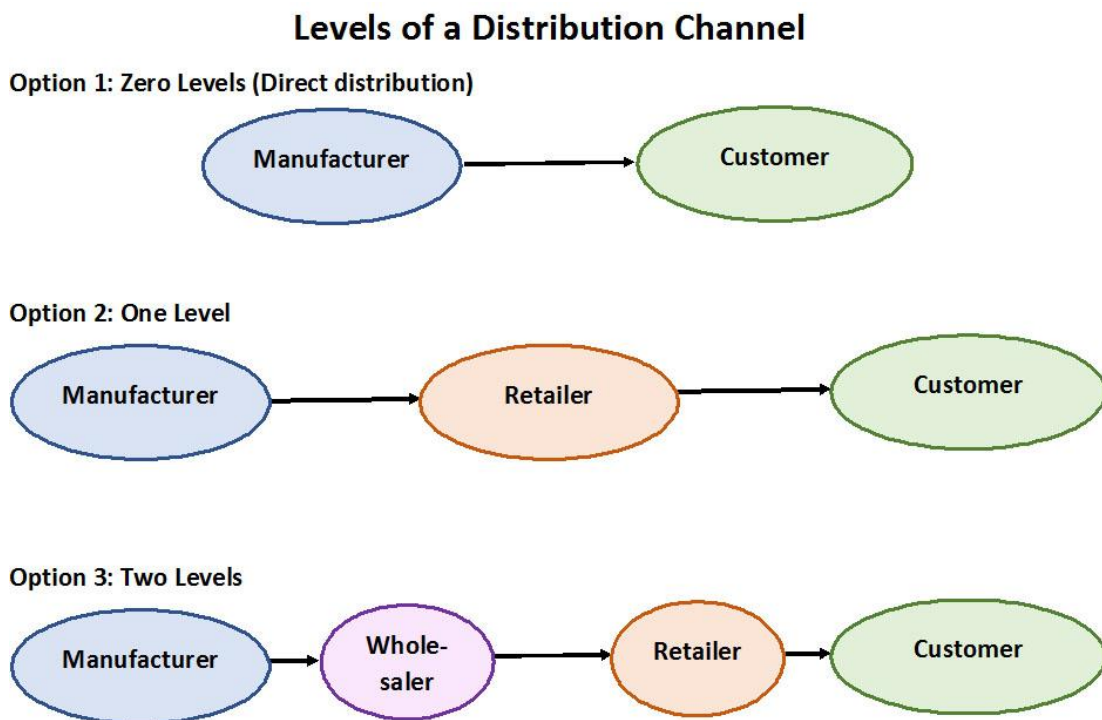 Levels of a Distribution Channel
Option 1: Zero Levels (Direct distribution)
Manufacturer
Customer
Option 2: One Level
Manufacturer
Retailer
Customer
Option 3: Two Levels
Manufacturer
Whole-
saler
Retailer
Customer